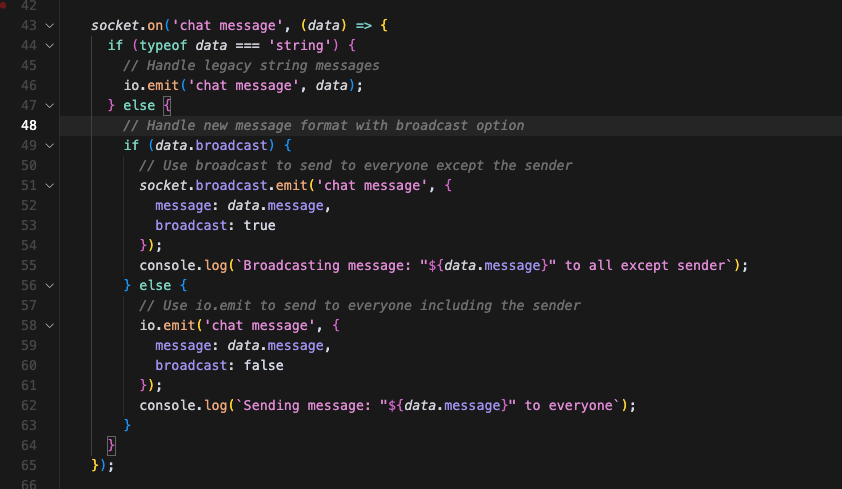 42
43 socket.on('chat message', (data) => {
44 if (typeof data === 'string') {
45 // Handle legacy string messages
46 io.emit('chat message', data);
47 } else {
48 // Handle new message format with broadcast option
49 if (data.broadcast) {
50 // Use broadcast to send to everyone except the sender
51 socket.broadcast.emit('chat message', {
52 message: data.message,
53 broadcast: true
54 });
55 console.log(`Broadcasting message: "${data.message}" to all except sender`);
56 } else {
57 // Use io.emit to send to everyone including the sender
58 io.emit('chat message', {
59 message: data.message,
60 broadcast: false
61 });
62 console.log(`Sending message: "${data.message}" to everyone`);
63 }
64 }
65 });
66